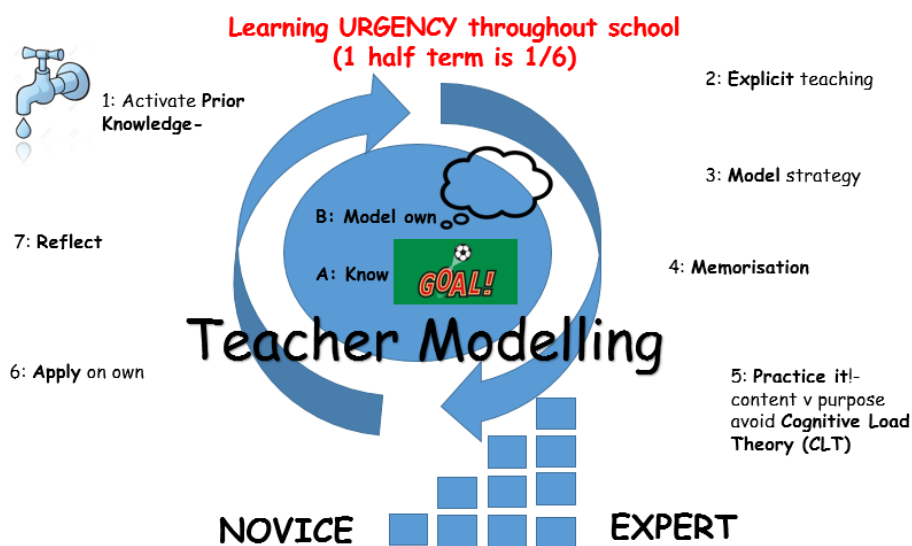 Learning URGENCY throughout school
(1 half term is 1/6)
1: Activate Prior
Knowledge-
2: Explicit teaching
3: Model strategy
4: Memorisation
5: Practice it!-
content v purpose
avoid Cognitive Load
Theory (CLT)
6: Apply on own
7: Reflect
B: Model own
A: Know
GOAL!
Teacher Modelling
NOVICE
EXPERT